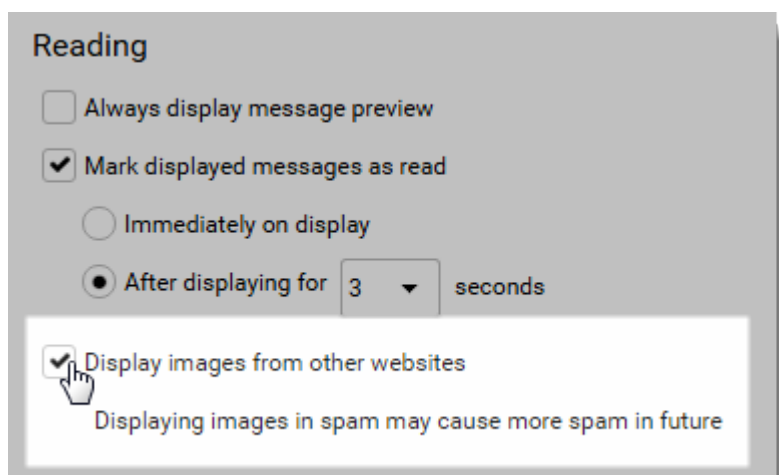 Reading
Always display message preview
Mark displayed messages as read
Immediately on display
After displaying for 3 seconds
Display images from other websites
Displaying images in spam may cause more spam in future